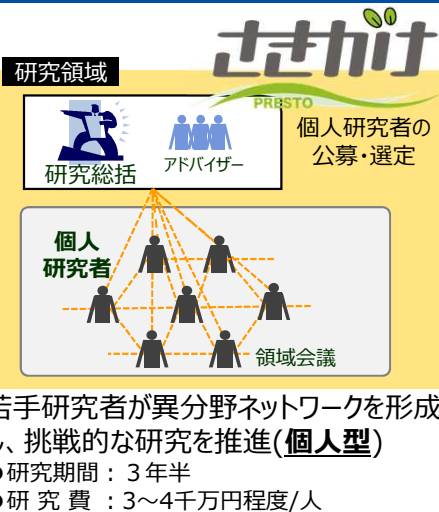 さきがけ
PRESTO
研究領域
個人研究者の
公募・選定
研究総括
アドバイザー
個人
研究者
領域会議
若手研究者が異分野ネットワークを形成
し、挑戦的な研究を推進(個人型)
研究期間：３年半
研 究 費 ：3～4千万円程度/人